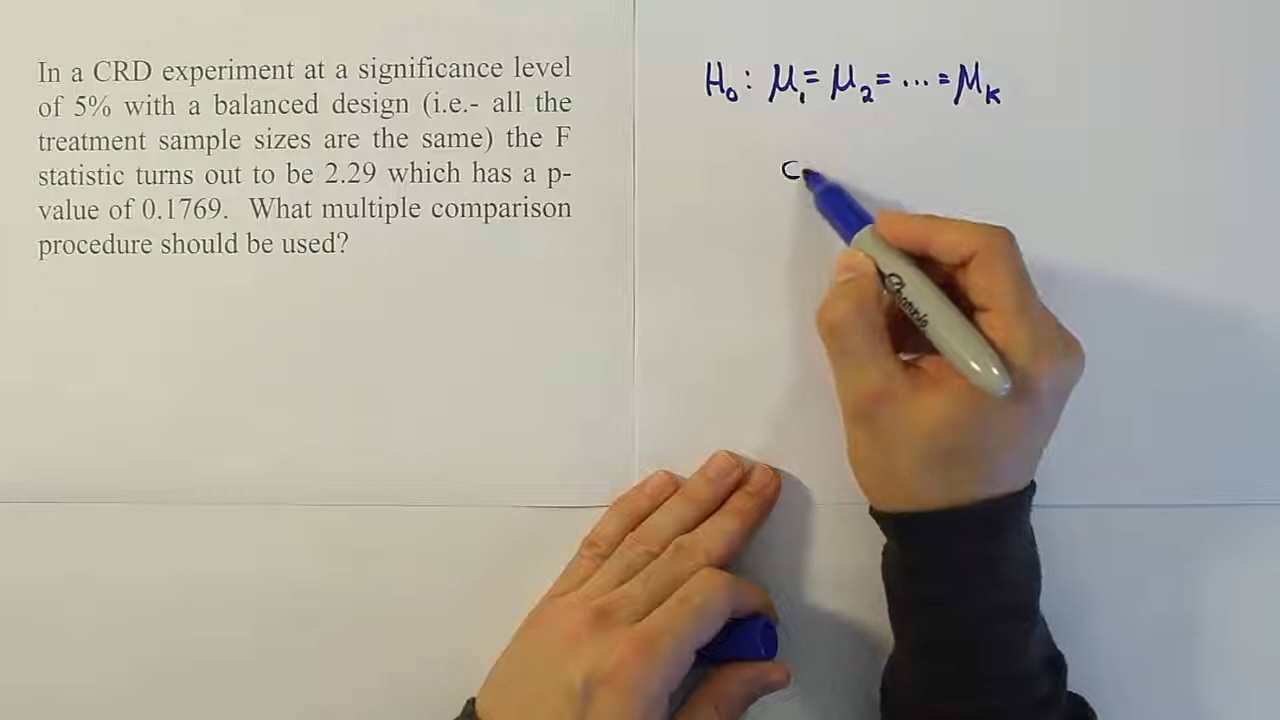 In a CRD experiment at a significance level
of 5% with a balanced design (i.e.- all the
treatment sample sizes are the same) the F
statistic turns out to be 2.29 which has a p-
value of 0.1769. What multiple comparison
procedure should be used?
H₀: μ₁= μ₂= ... = μₖ
C
Sharpie